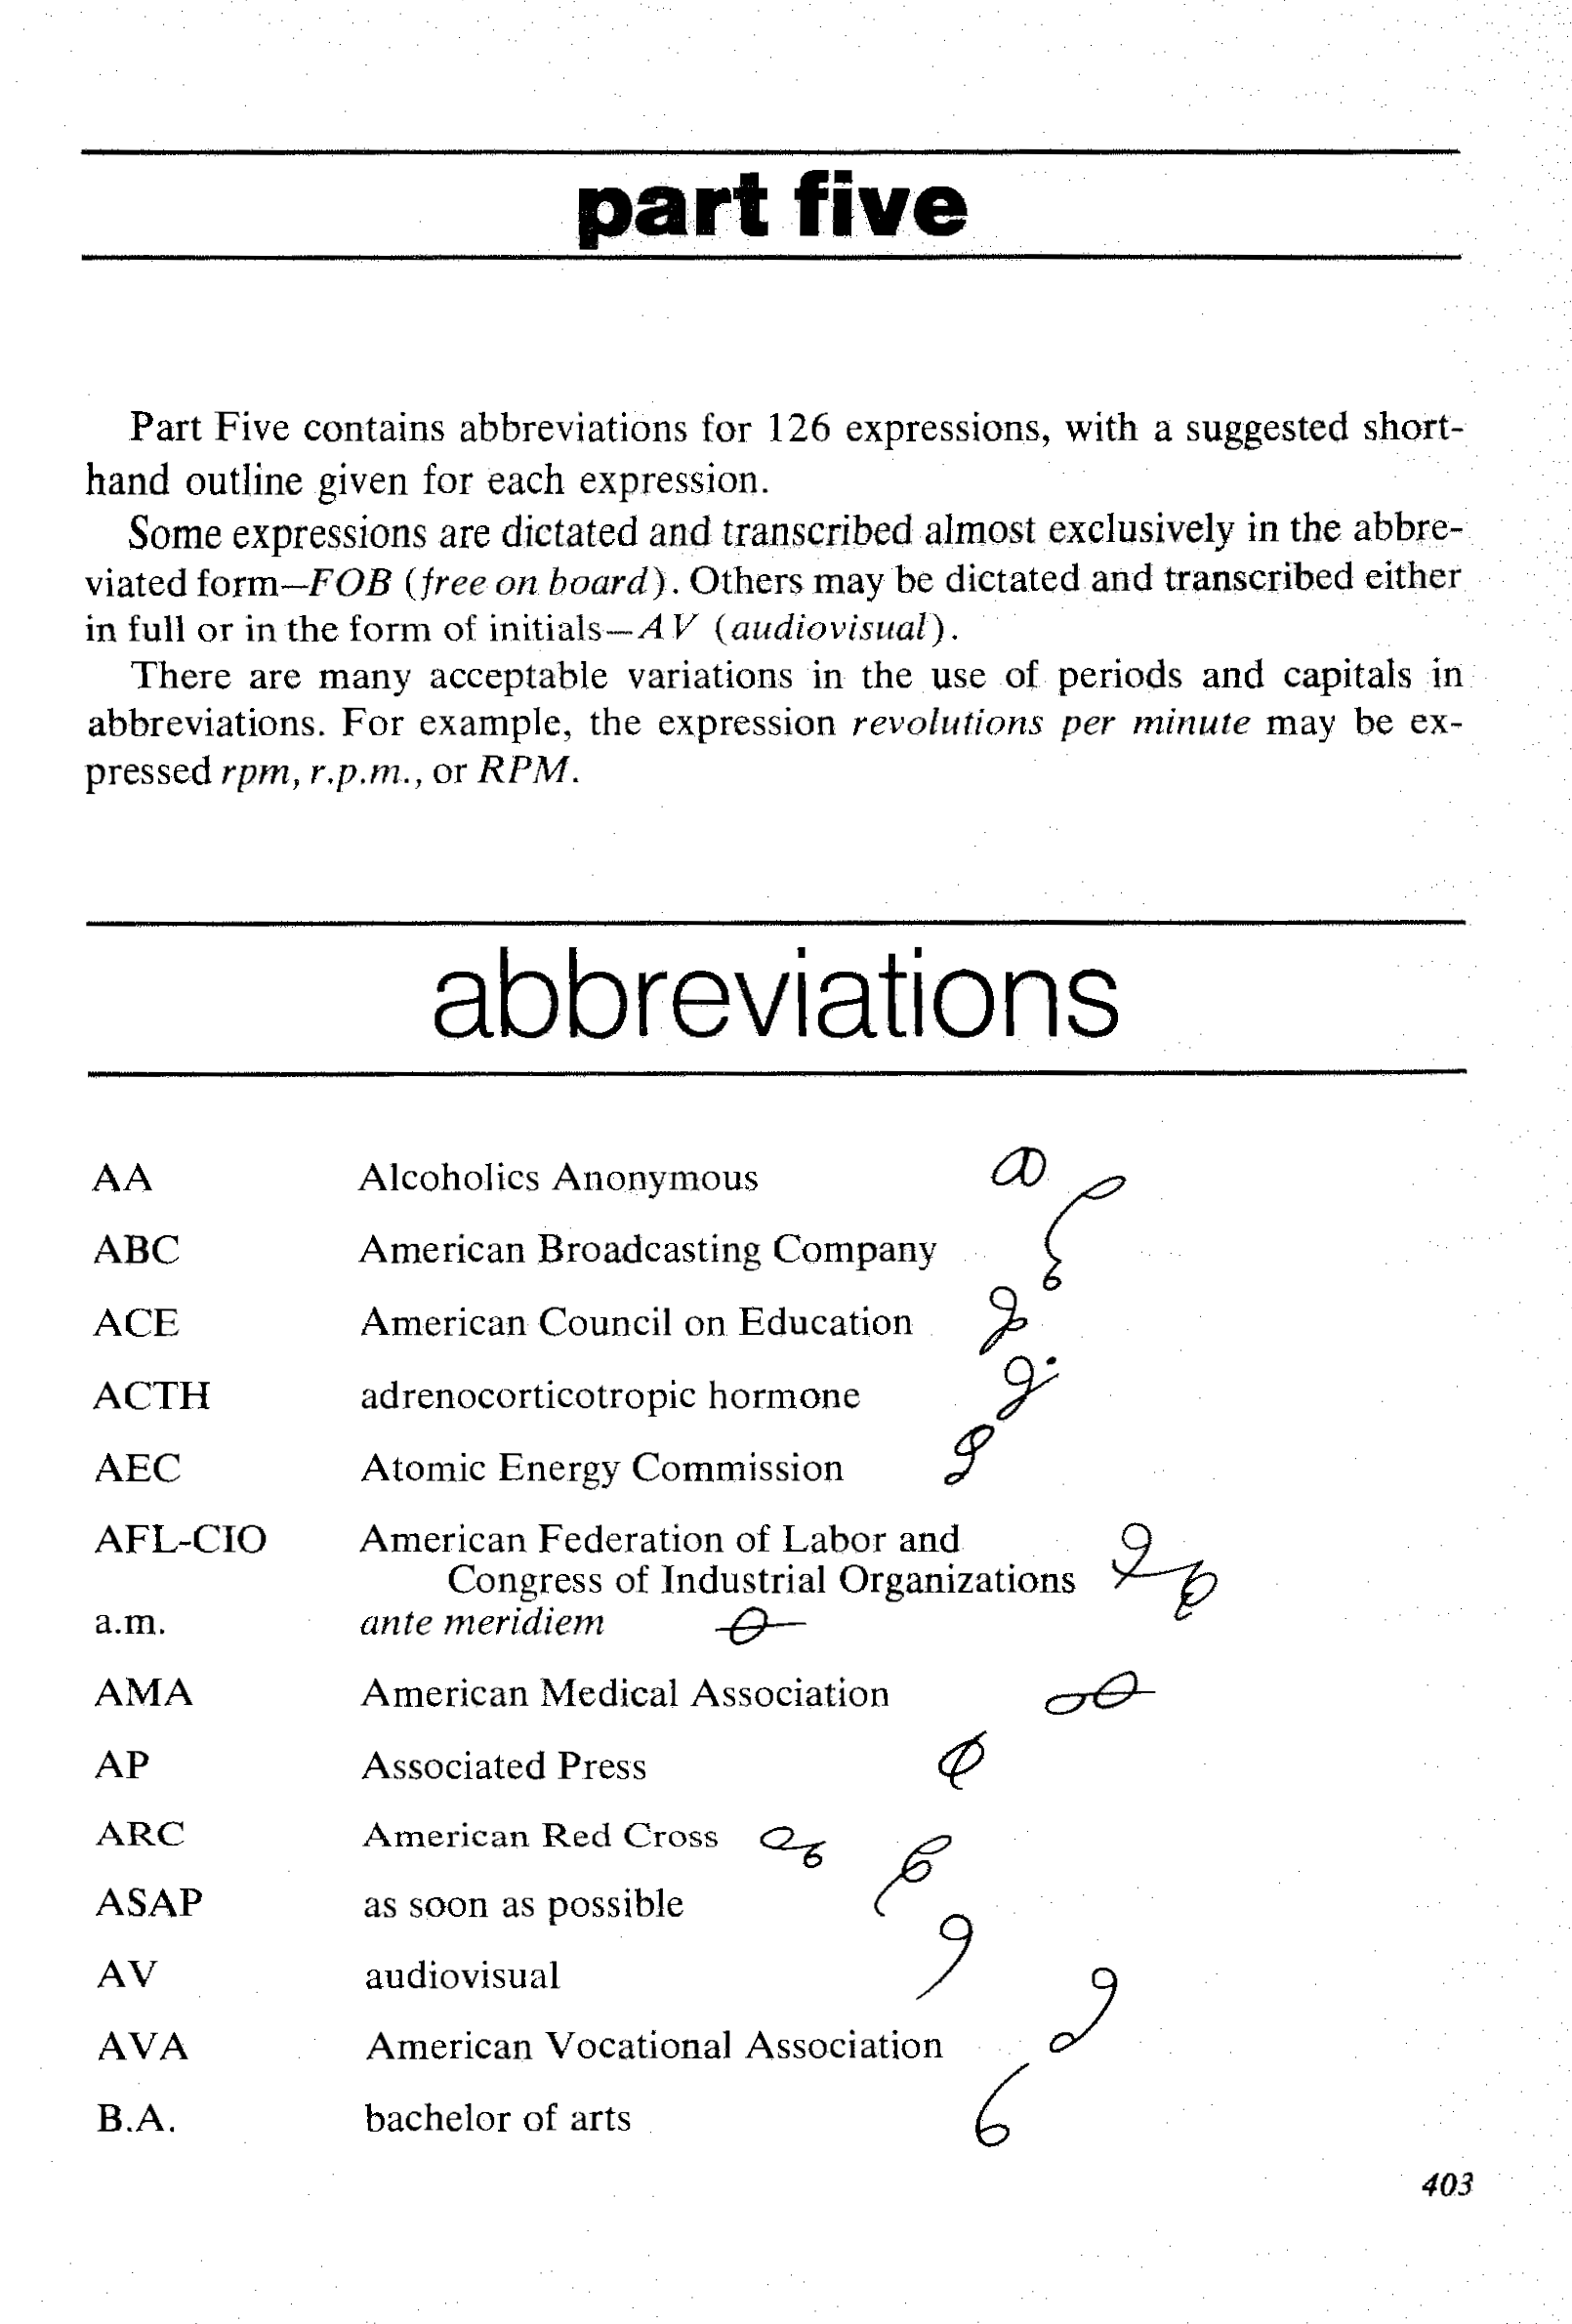 part five
Part Five contains abbreviations for 126 expressions, with a suggested short-
hand outline given for each expression.
Some expressions are dictated and transcribed almost exclusively in the abbre-
viated form—FOB (free on board). Others may be dictated and transcribed either
in full or in the form of initials—AV (audiovisual).
There are many acceptable variations in the use of periods and capitals in
abbreviations. For example, the expression revolutions per minute may be ex-
pressed rpm, r.p.m., or RPM.
abbreviations
AA Alcoholics Anonymous
ABC American Broadcasting Company
ACE American Council on Education
ACTH adrenocorticotropic hormone
AEC Atomic Energy Commission
AFL-CIO American Federation of Labor and
Congress of Industrial Organizations
a.m. ante meridiem
AMA American Medical Association
AP Associated Press
ARC American Red Cross
ASAP as soon as possible
AV audiovisual
AVA American Vocational Association
B.A. bachelor of arts
403